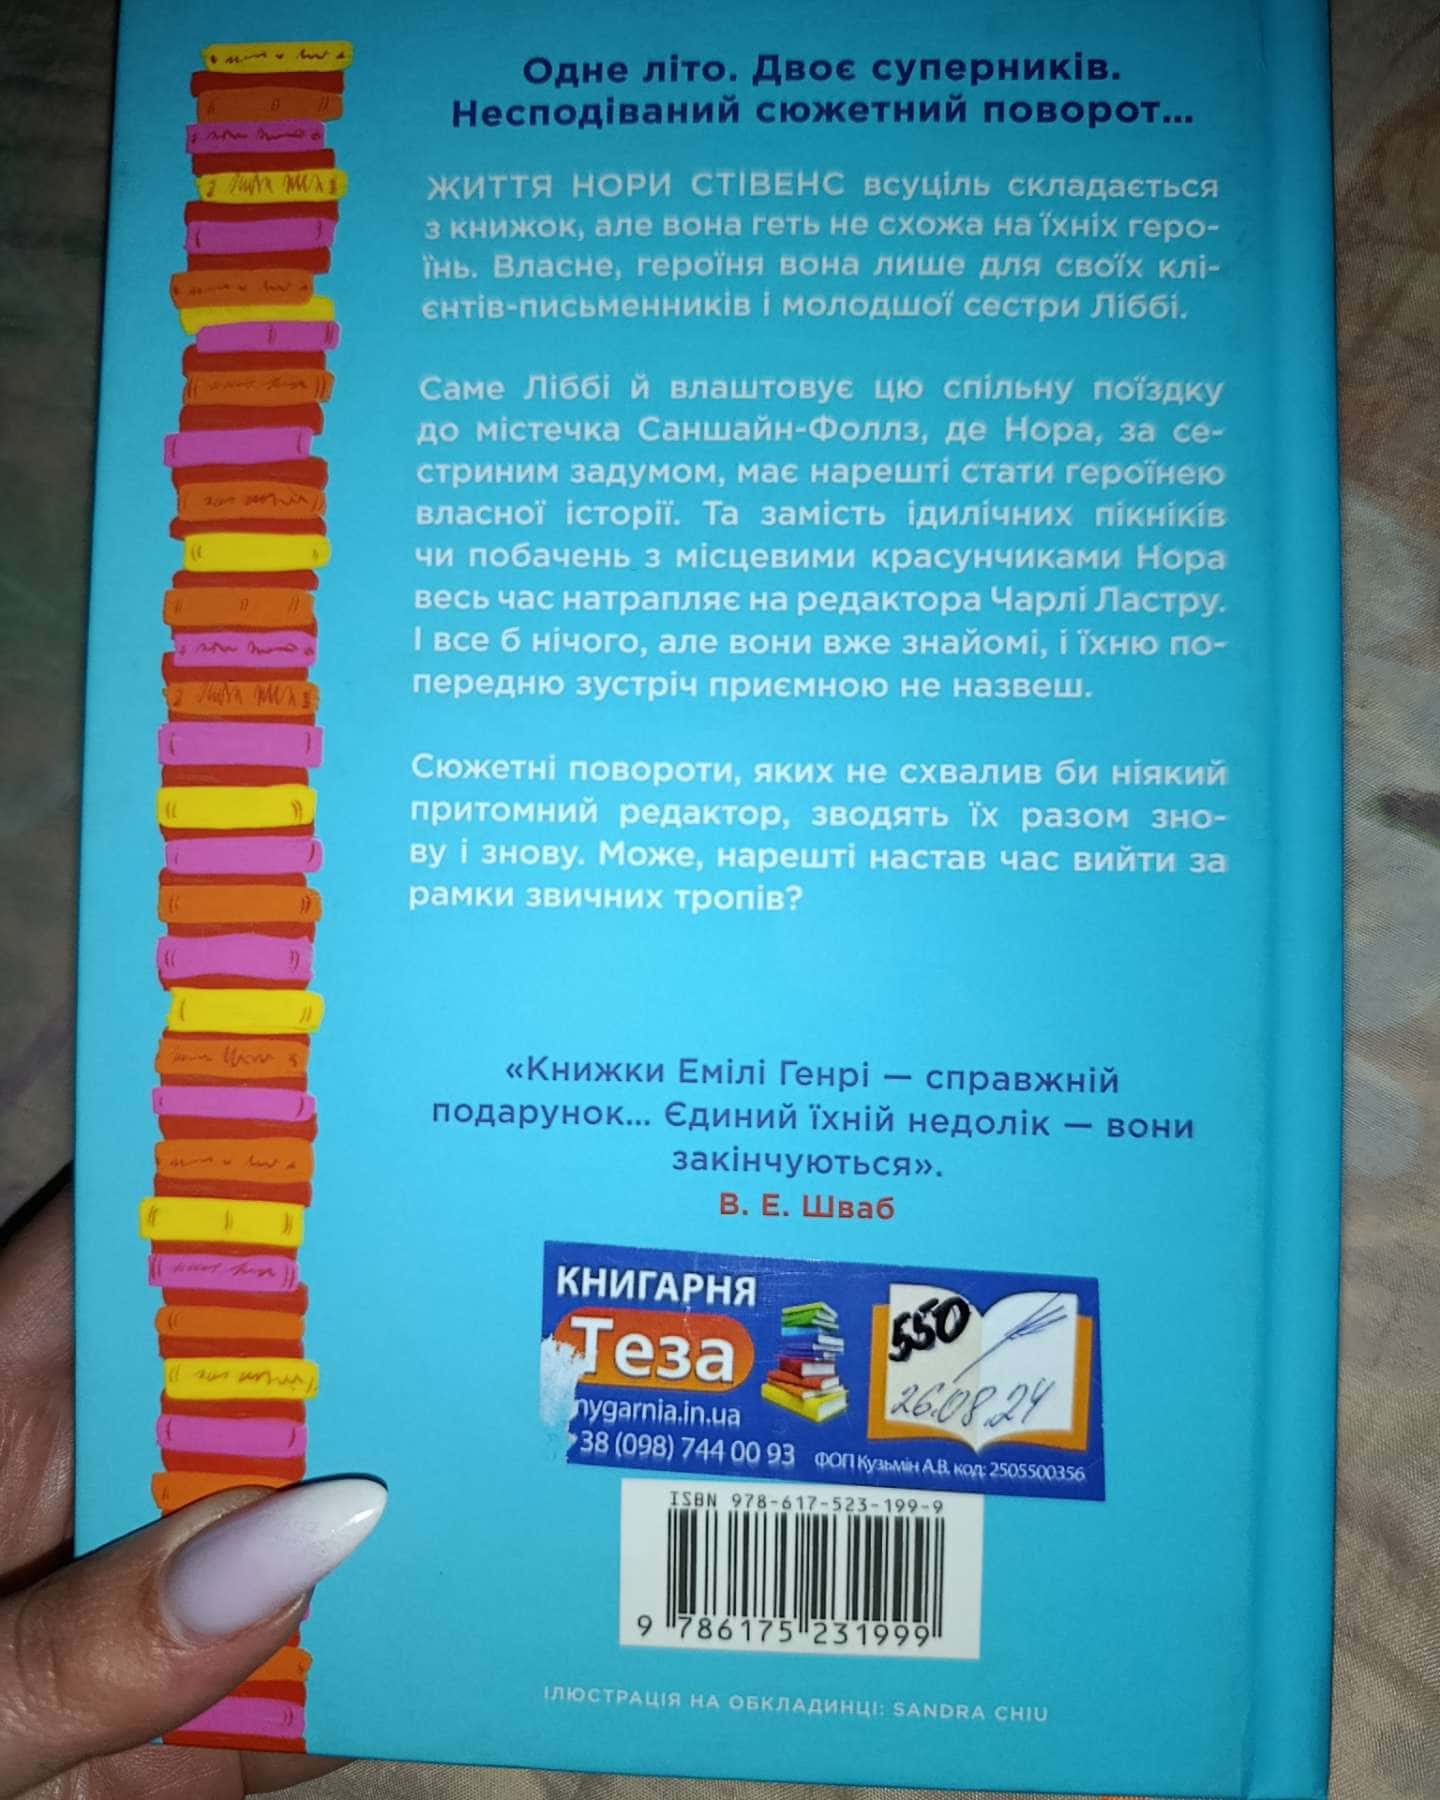 Одне літо. Двоє суперників.
Несподіваний сюжетний поворот...
ЖИТТЯ НОРИ СТІВЕНС всуціль складається
з книжок, але вона геть не схожа на їхніх геро-
їнь. Власне, героїня вона лише для своїх клі-
єнтів-письменників і молодшої сестри Ліббі.
Саме Ліббі й влаштовує цю спільну поїздку
до містечка Саншайн-Фоллз, де Нора, за се-
стриним задумом, має нарешті стати героїнею
власної історії. Та замість ідилічних пікніків
чи побачень з місцевими красунчиками Нора
весь час натрапляє на редактора Чарлі Ластру.
І все б нічого, але вони вже знайомі, і їхню по-
передню зустріч приємною не назвеш.
Сюжетні повороти, яких не схвалив би ніякий
притомний редактор, зводять їх разом зно-
ву і знову. Може, нарешті настав час вийти за
рамки звичних тропів?
«Книжки Емілі Генрі — справжній
подарунок... Єдиний їхній недолік — вони
закінчуються».
В. Е. Шваб
КНИГАРНЯ
Теза
nygarnia.in.ua
38 (098) 744 00 93
ФОП Кузьмін А.В. код: 2505500356
550
26.08.24
ISBN 978-617-523-199-9
9 786175 231999
ІЛЮСТРАЦІЯ НА ОБКЛАДИНЦІ: SANDRA CHIU